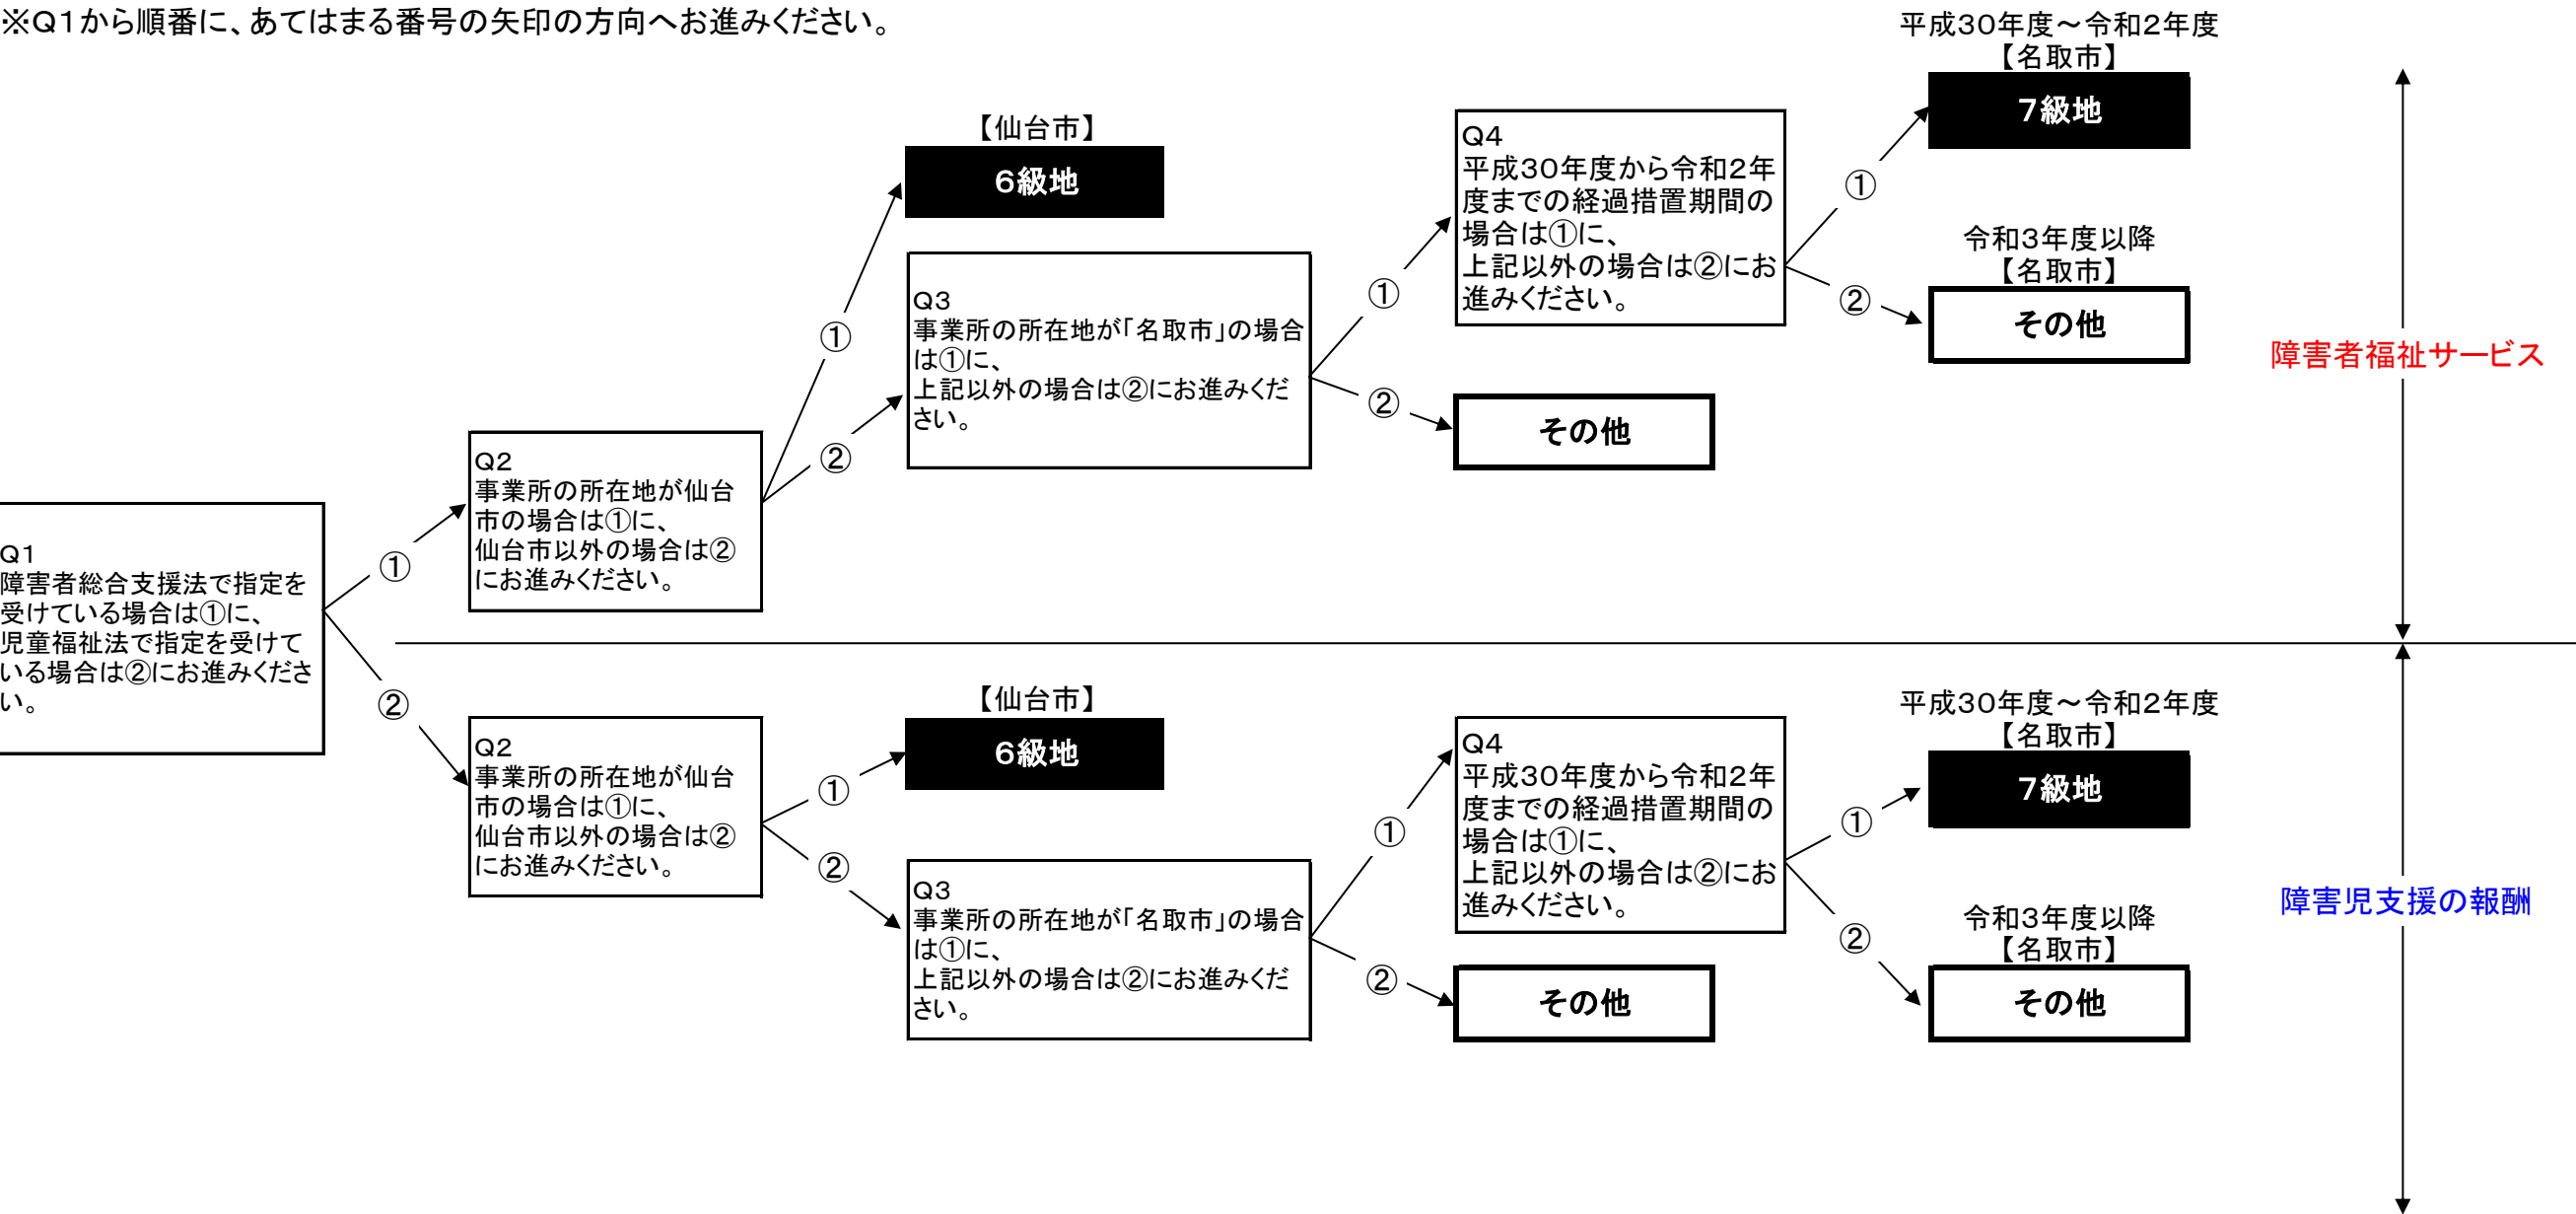 ※Q１から順番に、あてはまる番号の矢印の方向へお進みください。
Q1
障害者総合支援法で指定を
受けている場合は①に、
児童福祉法で指定を受けて
いる場合は②にお進みくださ
い。
①
②
Q2
事業所の所在地が仙台
市の場合は①に、
仙台市以外の場合は②
にお進みください。
①
②
【仙台市】
６級地
Q3
事業所の所在地が「名取市」の場合
は①に、
上記以外の場合は②にお進みくだ
さい。
①
②
Q4
平成30年度から令和2年
度までの経過措置期間の
場合は①に、
上記以外の場合は②にお
進みください。
その他
①
②
平成30年度～令和2年度
【名取市】
７級地
令和3年度以降
【名取市】
その他
障害者福祉サービス
Q2
事業所の所在地が仙台
市の場合は①に、
仙台市以外の場合は②
にお進みください。
①
②
【仙台市】
６級地
Q3
事業所の所在地が「名取市」の場合
は①に、
上記以外の場合は②にお進みくだ
さい。
①
②
Q4
平成30年度から令和2年
度までの経過措置期間の
場合は①に、
上記以外の場合は②にお
進みください。
その他
①
②
平成30年度～令和2年度
【名取市】
７級地
令和3年度以降
【名取市】
その他
障害児支援の報酬